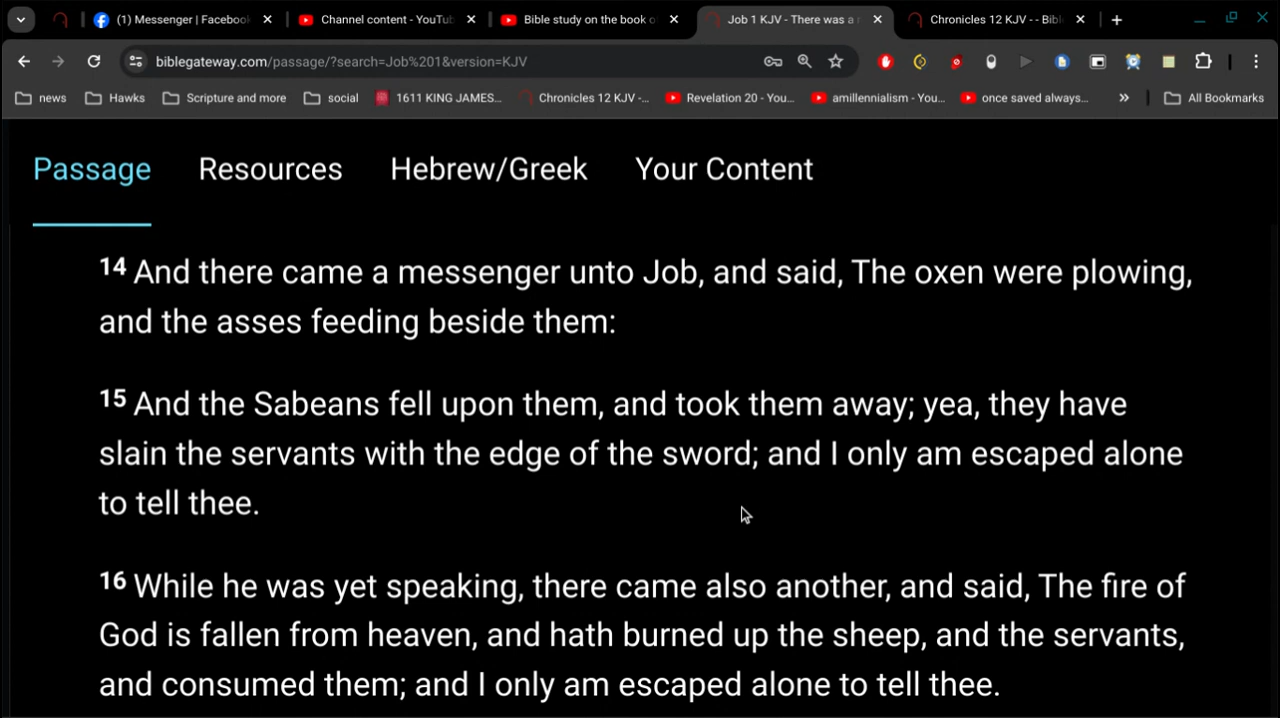 (1) Messenger | Faceboo
Channel content - YouTu
Bible study on the book o
Job 1 KJV - There was a
Chronicles 12 KJV - - Bibl
biblegateway.com/passage/?search=Job%201&version=KJV
news
Hawks
Scripture and more
social
1611 KING JAMES...
Chronicles 12 KJV -...
Revelation 20 - You...
amillennialism - You...
once saved always...
»
All Bookmarks
Passage
Resources
Hebrew/Greek
Your Content
14 And there came a messenger unto Job, and said, The oxen were plowing,
and the asses feeding beside them:
15 And the Sabeans fell upon them, and took them away; yea, they have
slain the servants with the edge of the sword; and I only am escaped alone
to tell thee.
16 While he was yet speaking, there came also another, and said, The fire of
God is fallen from heaven, and hath burned up the sheep, and the servants,
and consumed them; and I only am escaped alone to tell thee.